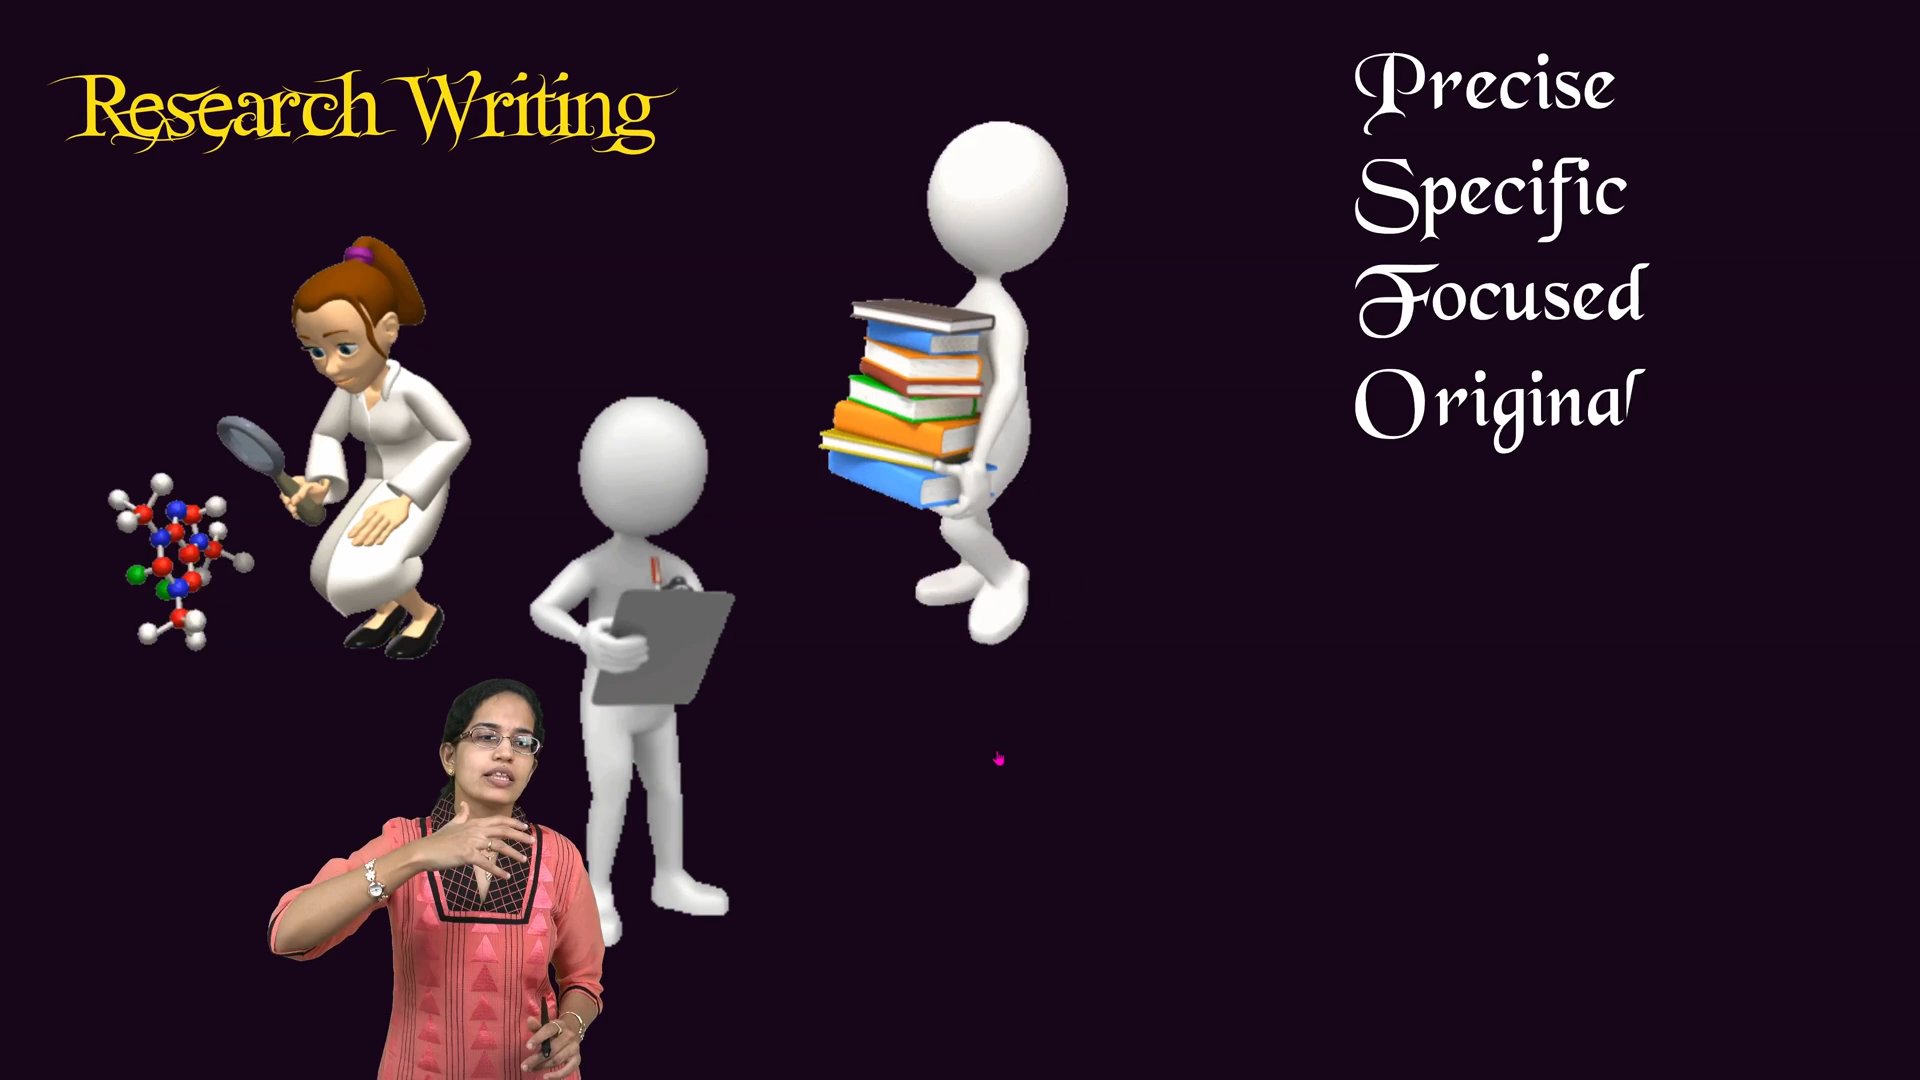 Research Writing
Precise
Specific
Focused
Original